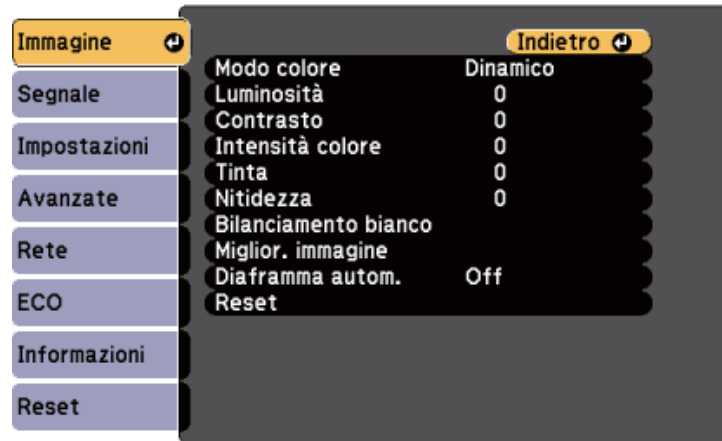 Immagine
Segnale
Impostazioni
Avanzate
Rete
ECO
Informazioni
Reset
Indietro
Modo colore Dinamico
Luminosità 0
Contrasto 0
Intensità colore 0
Tinta 0
Nitidezza 0
Bilanciamento bianco
Miglior. immagine
Diaframma autom. Off
Reset